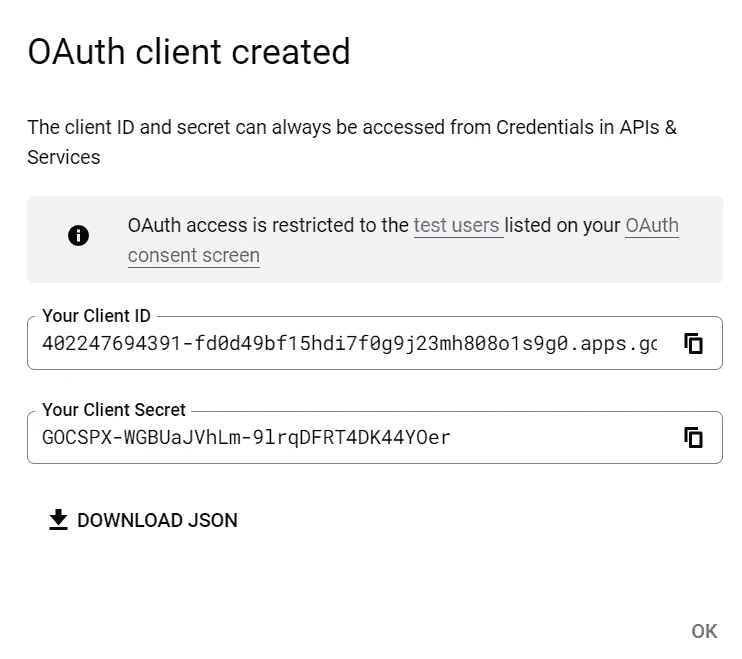 OAuth client created
The client ID and secret can always be accessed from Credentials in APIs &
Services
OAuth access is restricted to the test users listed on your OAuth
consent screen
Your Client ID
402247694391-fd0d49bf15hdi7f0g9j23mh808o1s9g0.apps.gc
Your Client Secret
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
DOWNLOAD JSON
OK